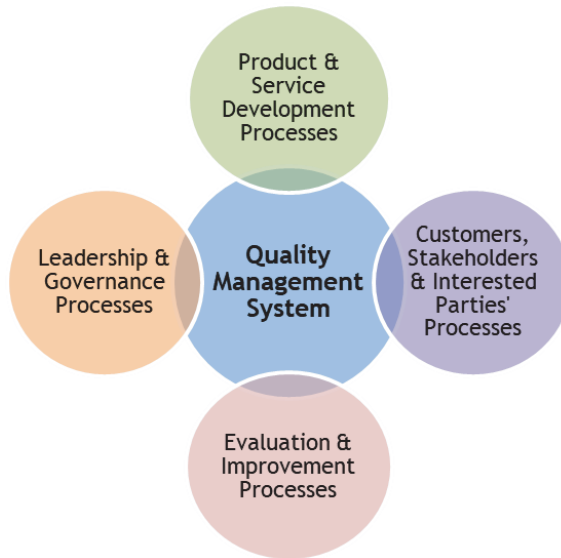 Product &
Service
Development
Processes
Leadership &
Governance
Processes
Quality
Management
System
Customers,
Stakeholders
& Interested
Parties'
Processes
Evaluation &
Improvement
Processes